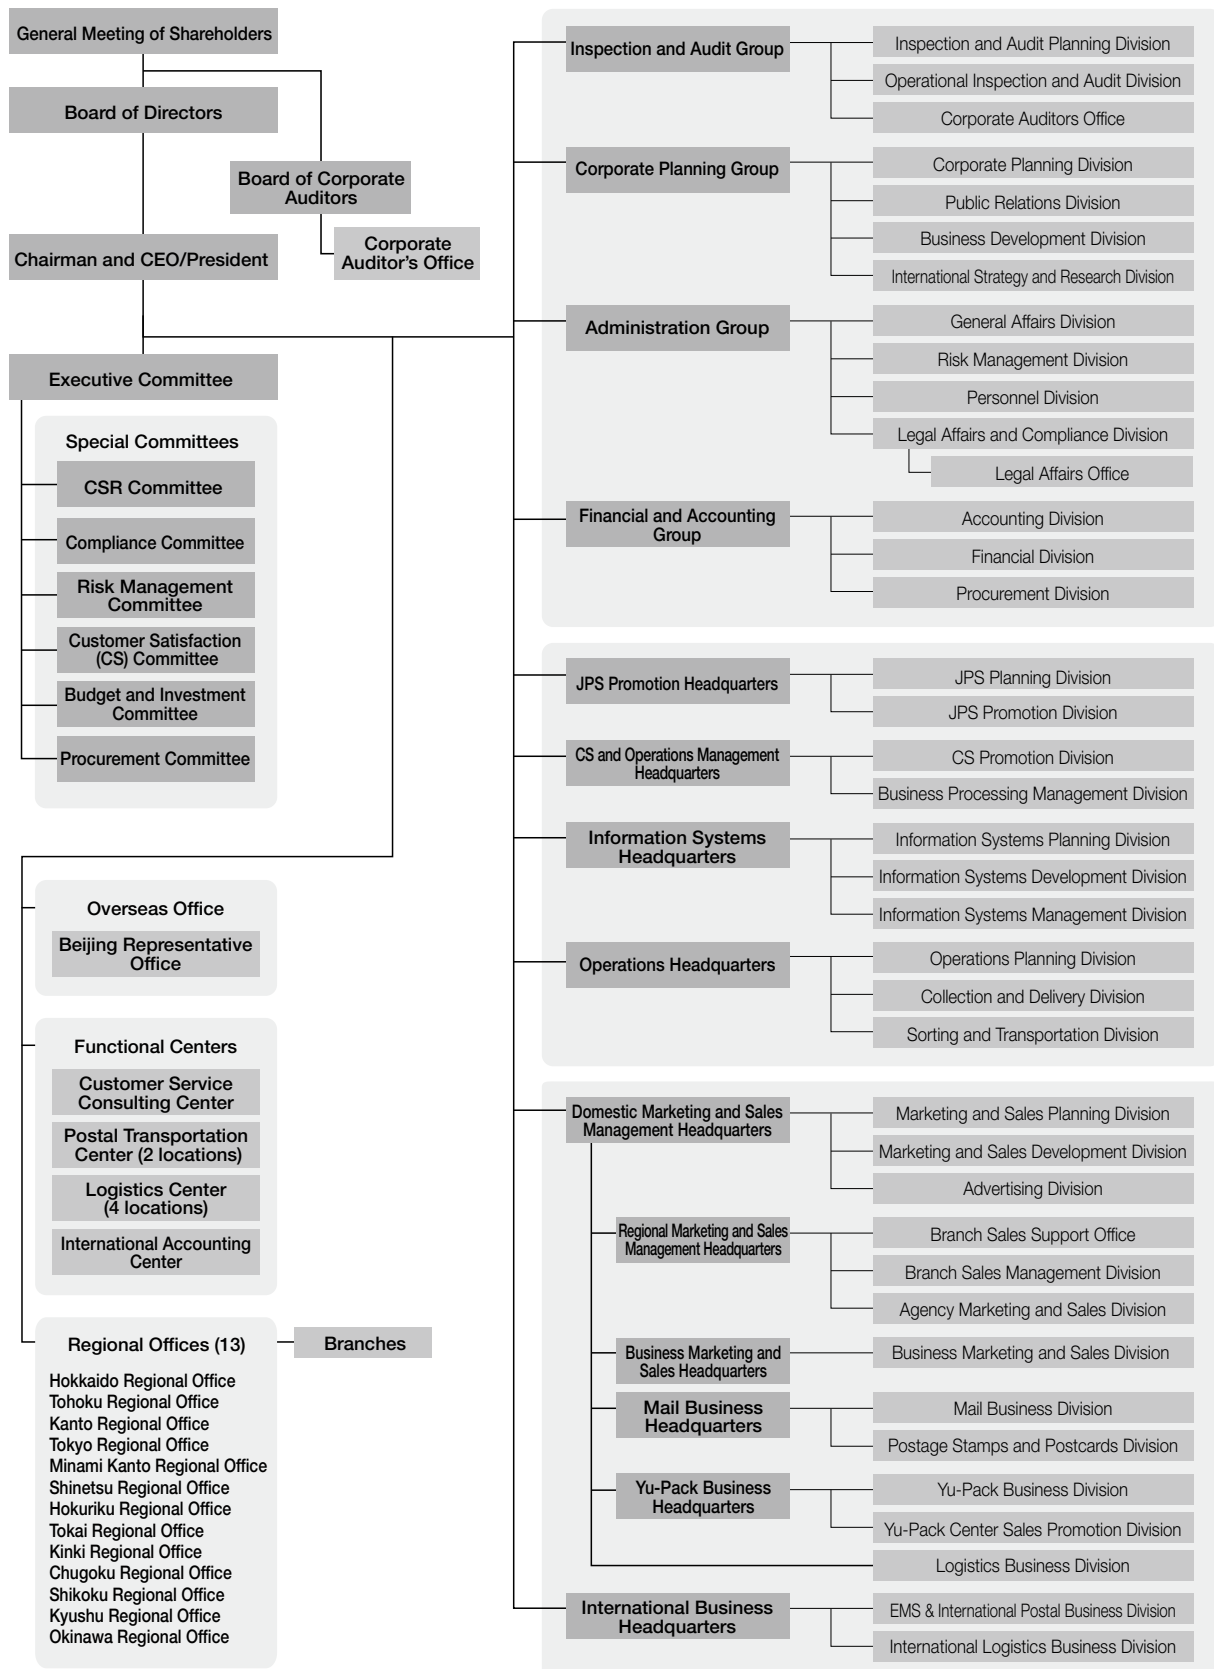 General Meeting of Shareholders
Board of Directors
Board of Corporate
Auditors
Corporate
Auditor's Office
Chairman and CEO/President
Executive Committee
Special Committees
CSR Committee
Compliance Committee
Risk Management
Committee
Customer Satisfaction
(CS) Committee
Budget and Investment
Committee
Procurement Committee
Overseas Office
Beijing Representative
Office
Functional Centers
Customer Service
Consulting Center
Postal Transportation
Center (2 locations)
Logistics Center
(4 locations)
International Accounting
Center
Regional Offices (13)
Branches
Hokkaido Regional Office
Tohoku Regional Office
Kanto Regional Office
Tokyo Regional Office
Minami Kanto Regional Office
Shinetsu Regional Office
Hokuriku Regional Office
Tokai Regional Office
Kinki Regional Office
Chugoku Regional Office
Shikoku Regional Office
Kyushu Regional Office
Okinawa Regional Office
Inspection and Audit Group
Inspection and Audit Planning Division
Operational Inspection and Audit Division
Corporate Auditors Office
Corporate Planning Group
Corporate Planning Division
Public Relations Division
Business Development Division
International Strategy and Research Division
Administration Group
General Affairs Division
Risk Management Division
Personnel Division
Legal Affairs and Compliance Division
Legal Affairs Office
Financial and Accounting
Group
Accounting Division
Financial Division
Procurement Division
JPS Promotion Headquarters
JPS Planning Division
JPS Promotion Division
CS and Operations Management
Headquarters
CS Promotion Division
Business Processing Management Division
Information Systems
Headquarters
Information Systems Planning Division
Information Systems Development Division
Information Systems Management Division
Operations Headquarters
Operations Planning Division
Collection and Delivery Division
Sorting and Transportation Division
Domestic Marketing and Sales
Management Headquarters
Marketing and Sales Planning Division
Marketing and Sales Development Division
Advertising Division
Regional Marketing and Sales
Management Headquarters
Branch Sales Support Office
Branch Sales Management Division
Agency Marketing and Sales Division
Business Marketing and
Sales Headquarters
Business Marketing and Sales Division
Mail Business
Headquarters
Mail Business Division
Postage Stamps and Postcards Division
Yu-Pack Business
Headquarters
Yu-Pack Business Division
Yu-Pack Center Sales Promotion Division
Logistics Business Division
International Business
Headquarters
EMS & International Postal Business Division
International Logistics Business Division